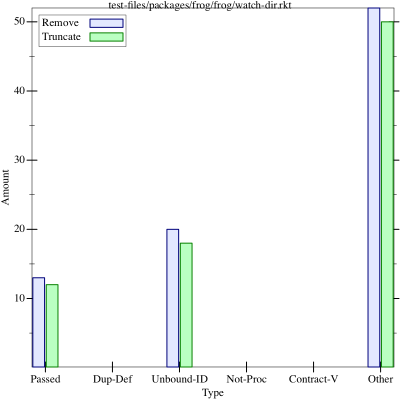 test-files/packages/frog/frog/watch-dir.rkt
Remove
Truncate
50
40
30
20
10
Amount
Passed Dup-Def Unbound-ID Not-Proc Contract-V Other
Type